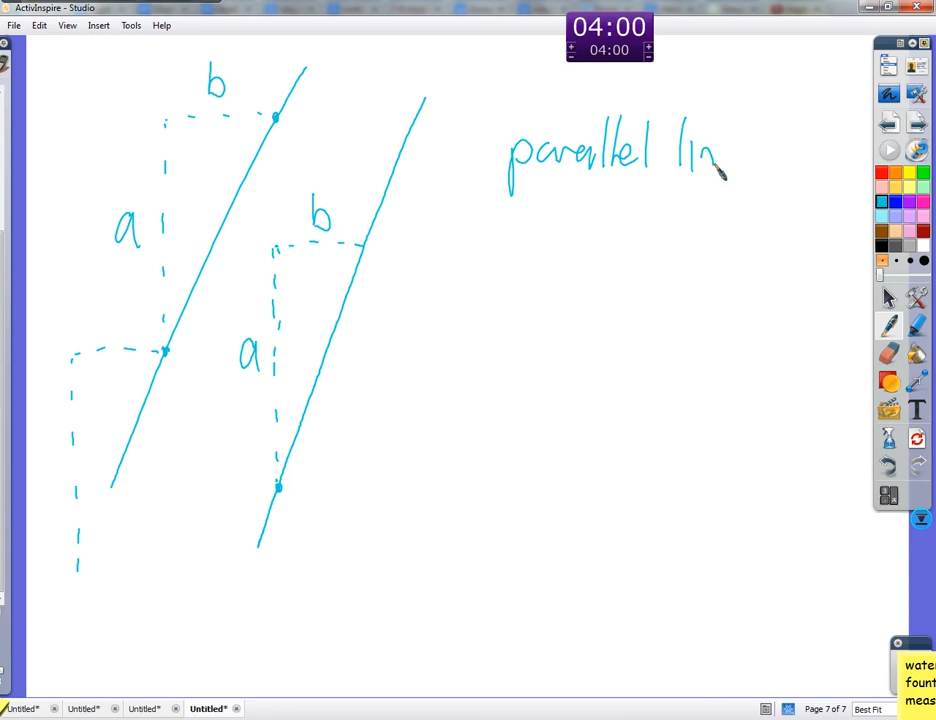 ActivInspire - Studio
File Edit View Insert Tools Help
04:00
04:00
b
parallel lin
a
b
a
T
wate
fount
meas
Untitled* Untitled* Untitled* Untitled*
Page 7 of 7 Best Fit